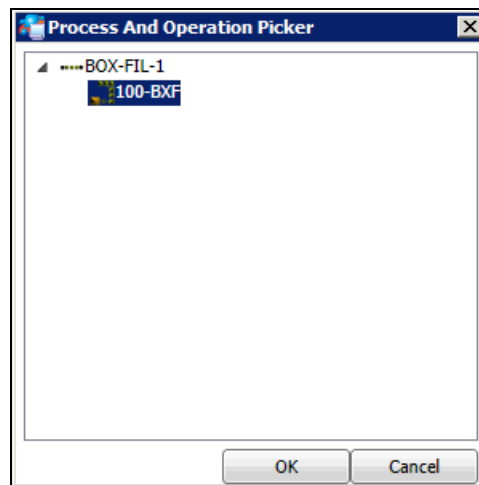 Process And Operation Picker
BOX-FIL-1
100-BXF
OK
Cancel